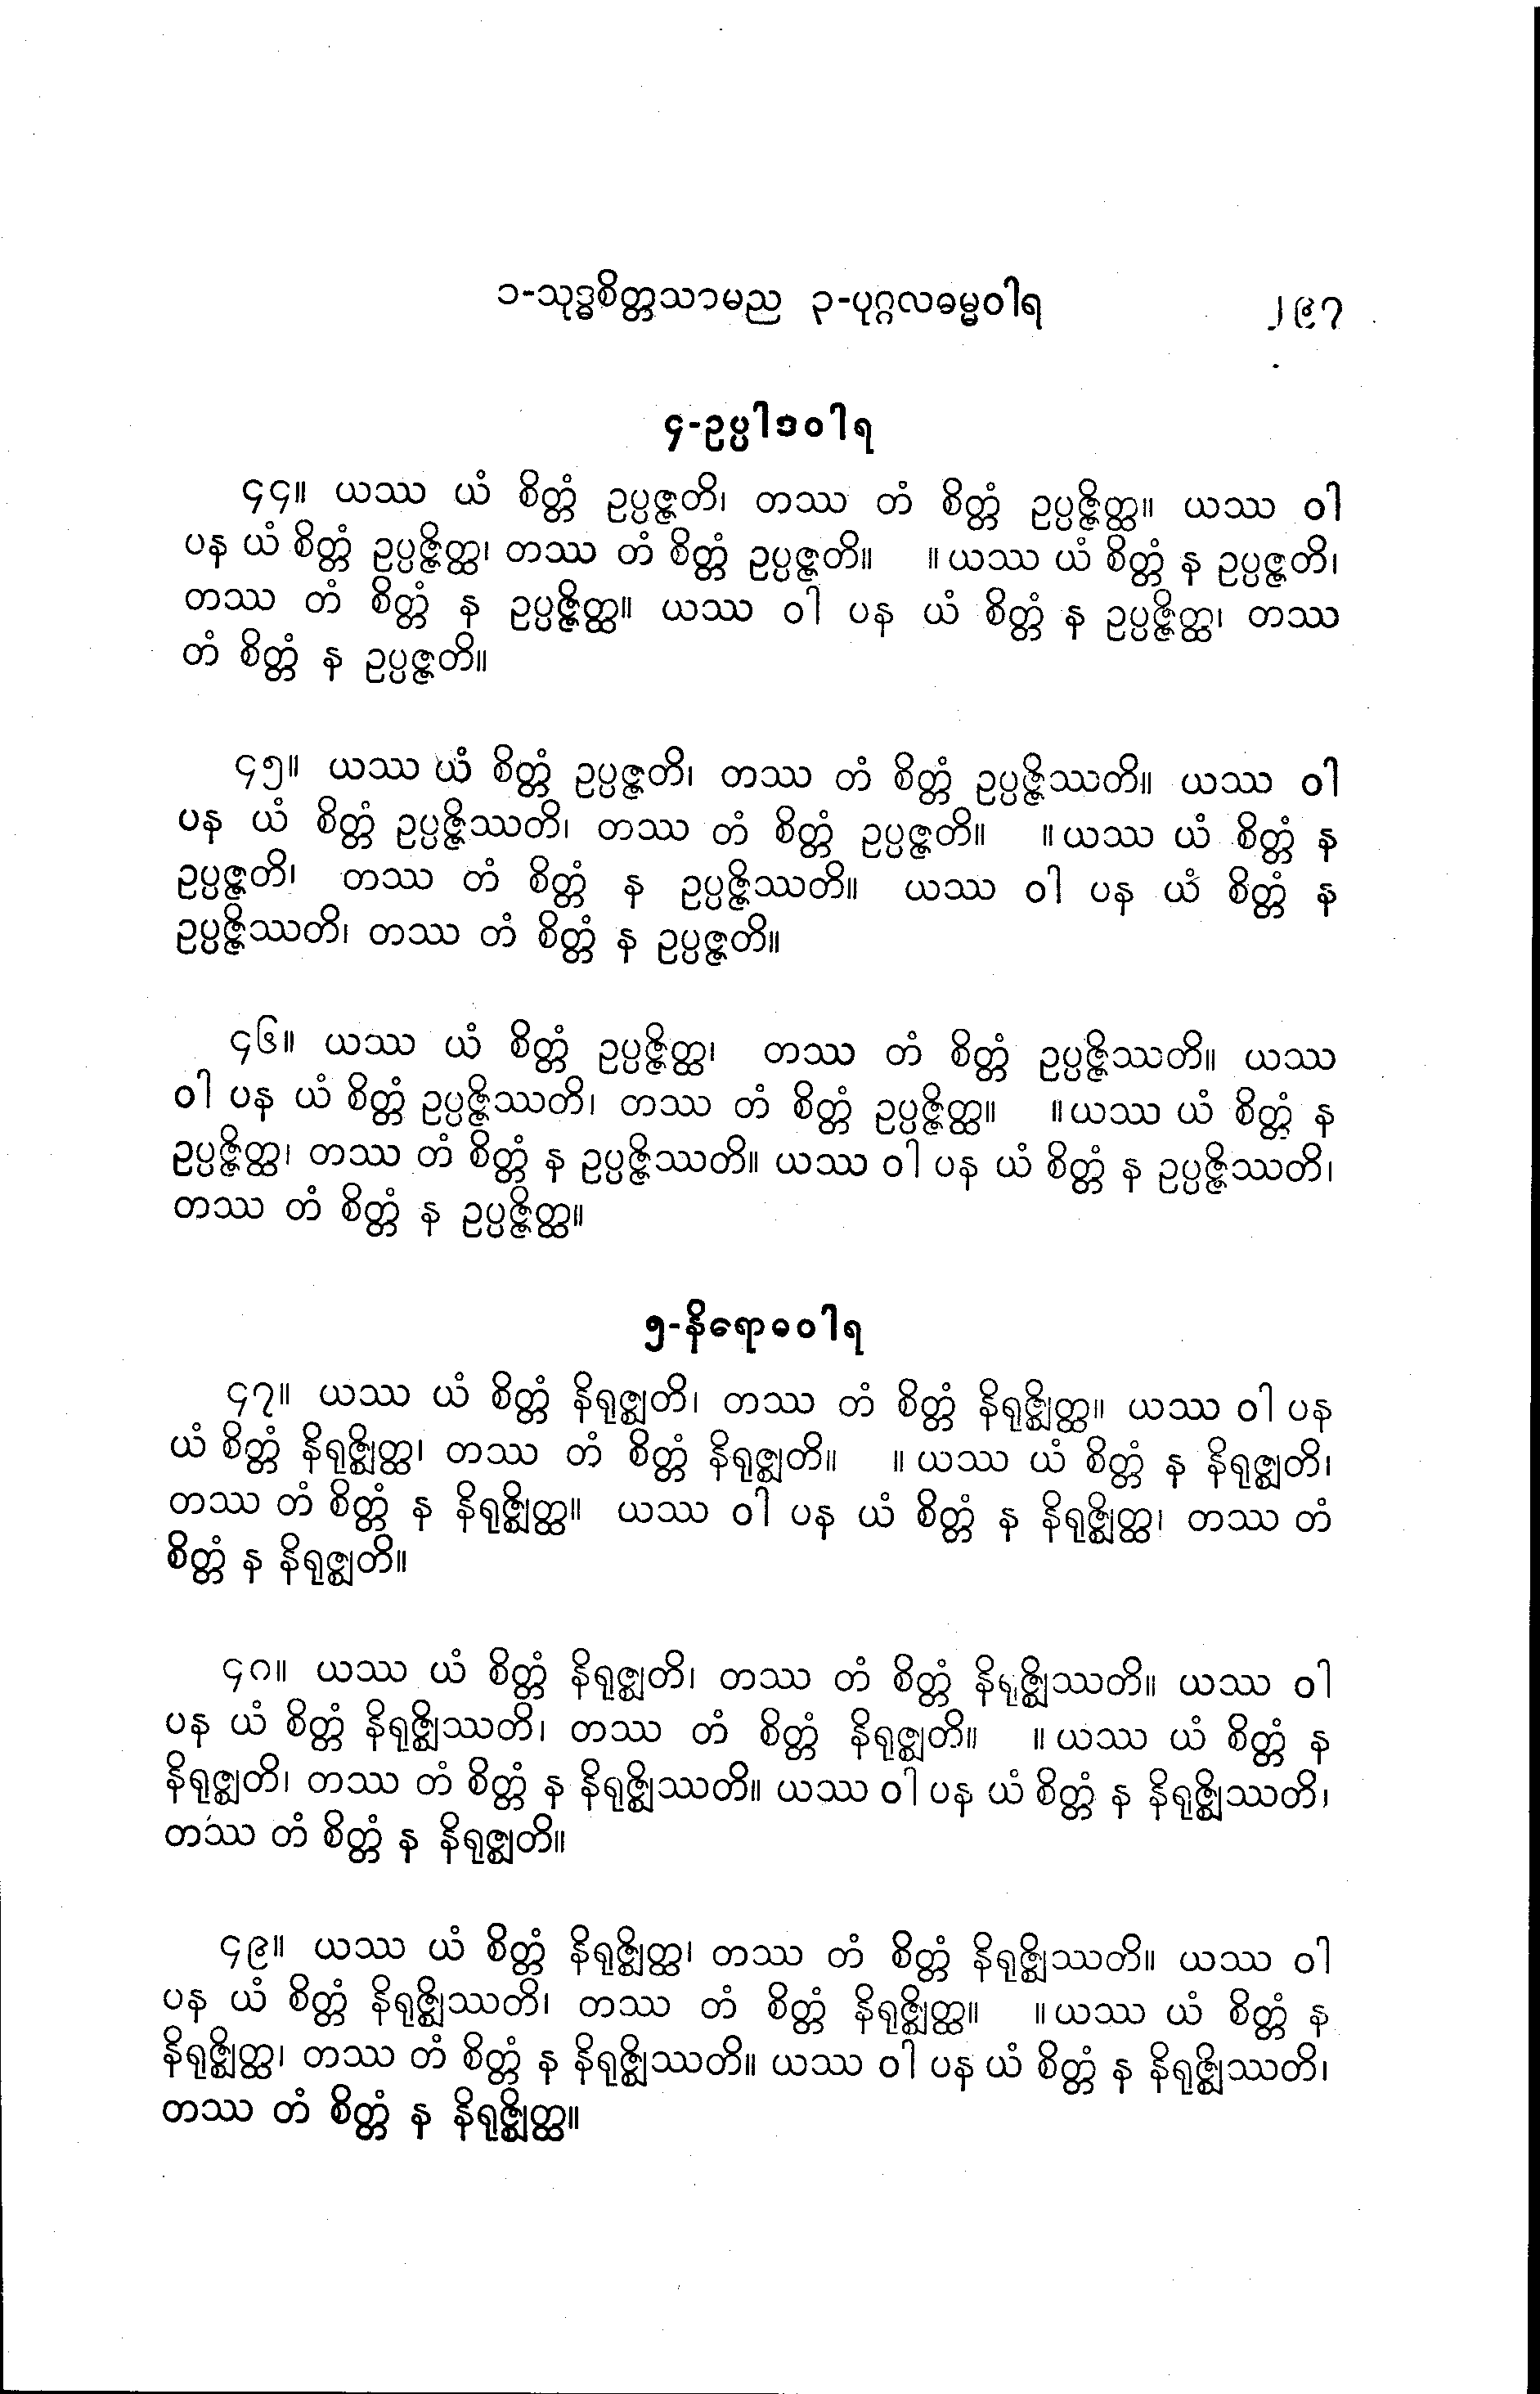 ၁-သုဒ္ဓစိတ္တသာမည ၃-ပုဂ္ဂလဓမ္မဝါရ ၂၉၇
၄-ဥပ္ပါဒဝါရ
၄၄။ ယဿ ယံ စိတ္တံ ဥပ္ပဇ္ဇတိ၊ တဿ တံ စိတ္တံ ဥပ္ပဇ္ဇိတ္ထ။ ယဿ ဝါ
ပန ယံ စိတ္တံ ဥပ္ပဇ္ဇိတ္ထ၊ တဿ တံ စိတ္တံ ဥပ္ပဇ္ဇတိ။ ။ ယဿ ယံ စိတ္တံ န ဥပ္ပဇ္ဇတိ၊
တဿ တံ စိတ္တံ န ဥပ္ပဇ္ဇိတ္ထ။ ယဿ ဝါ ပန ယံ စိတ္တံ န ဥပ္ပဇ္ဇိတ္ထ၊ တဿ
တံ စိတ္တံ န ဥပ္ပဇ္ဇတိ။
၄၅။ ယဿ ယံ စိတ္တံ ဥပ္ပဇ္ဇတိ၊ တဿ တံ စိတ္တံ ဥပ္ပဇ္ဇိဿတိ။ ယဿ ဝါ
ပန ယံ စိတ္တံ ဥပ္ပဇ္ဇိဿတိ၊ တဿ တံ စိတ္တံ ဥပ္ပဇ္ဇတိ။ ။ ယဿ ယံ စိတ္တံ န
ဥပ္ပဇ္ဇတိ၊ တဿ တံ စိတ္တံ န ဥပ္ပဇ္ဇိဿတိ။ ယဿ ဝါ ပန ယံ စိတ္တံ န
ဥပ္ပဇ္ဇိဿတိ၊ တဿ တံ စိတ္တံ န ဥပ္ပဇ္ဇတိ။
၄၆။ ယဿ ယံ စိတ္တံ ဥပ္ပဇ္ဇိတ္ထ၊ တဿ တံ စိတ္တံ ဥပ္ပဇ္ဇိဿတိ။ ယဿ
ဝါ ပန ယံ စိတ္တံ ဥပ္ပဇ္ဇိဿတိ၊ တဿ တံ စိတ္တံ ဥပ္ပဇ္ဇိတ္ထ။ ။ ယဿ ယံ စိတ္တံ န
ဥပ္ပဇ္ဇိတ္ထ၊ တဿ တံ စိတ္တံ န ဥပ္ပဇ္ဇိဿတိ။ ယဿ ဝါ ပန ယံ စိတ္တံ န ဥပ္ပဇ္ဇိဿတိ၊
တဿ တံ စိတ္တံ န ဥပ္ပဇ္ဇိတ္ထ။
၅-နိရောဓဝါရ
၄၇။ ယဿ ယံ စိတ္တံ နိရုဇ္ဈတိ၊ တဿ တံ စိတ္တံ နိရုဇ္ဈိတ္ထ။ ယဿ ဝါ ပန
ယံ စိတ္တံ နိရုဇ္ဈိတ္ထ၊ တဿ တံ စိတ္တံ နိရုဇ္ဈတိ။ ။ ယဿ ယံ စိတ္တံ န နိရုဇ္ဈတိ၊
တဿ တံ စိတ္တံ န နိရုဇ္ဈိတ္ထ။ ယဿ ဝါ ပန ယံ စိတ္တံ န နိရုဇ္ဈိတ္ထ၊ တဿ တံ
စိတ္တံ န နိရုဇ္ဈတိ။
၄၈။ ယဿ ယံ စိတ္တံ နိရုဇ္ဈတိ၊ တဿ တံ စိတ္တံ နိရုဇ္ဈိဿတိ။ ယဿ ဝါ
ပန ယံ စိတ္တံ နိရုဇ္ဈိဿတိ၊ တဿ တံ စိတ္တံ နိရုဇ္ဈတိ။ ။ ယဿ ယံ စိတ္တံ န
နိရုဇ္ဈတိ၊ တဿ တံ စိတ္တံ န နိရုဇ္ဈိဿတိ။ ယဿ ဝါ ပန ယံ စိတ္တံ န နိရုဇ္ဈိဿတိ၊
တဿ တံ စိတ္တံ န နိရုဇ္ဈတိ။
၄၉။ ယဿ ယံ စိတ္တံ နိရုဇ္ဈိတ္ထ၊ တဿ တံ စိတ္တံ နိရုဇ္ဈိဿတိ။ ယဿ ဝါ
ပန ယံ စိတ္တံ နိရုဇ္ဈိဿတိ၊ တဿ တံ စိတ္တံ နိရုဇ္ဈိတ္ထ။ ။ ယဿ ယံ စိတ္တံ န
နိရုဇ္ဈိတ္ထ၊ တဿ တံ စိတ္တံ န နိရုဇ္ဈိဿတိ။ ယဿ ဝါ ပန ယံ စိတ္တံ န နိရုဇ္ဈိဿတိ၊
တဿ တံ စိတ္တံ န နိရုဇ္ဈိတ္ထ။